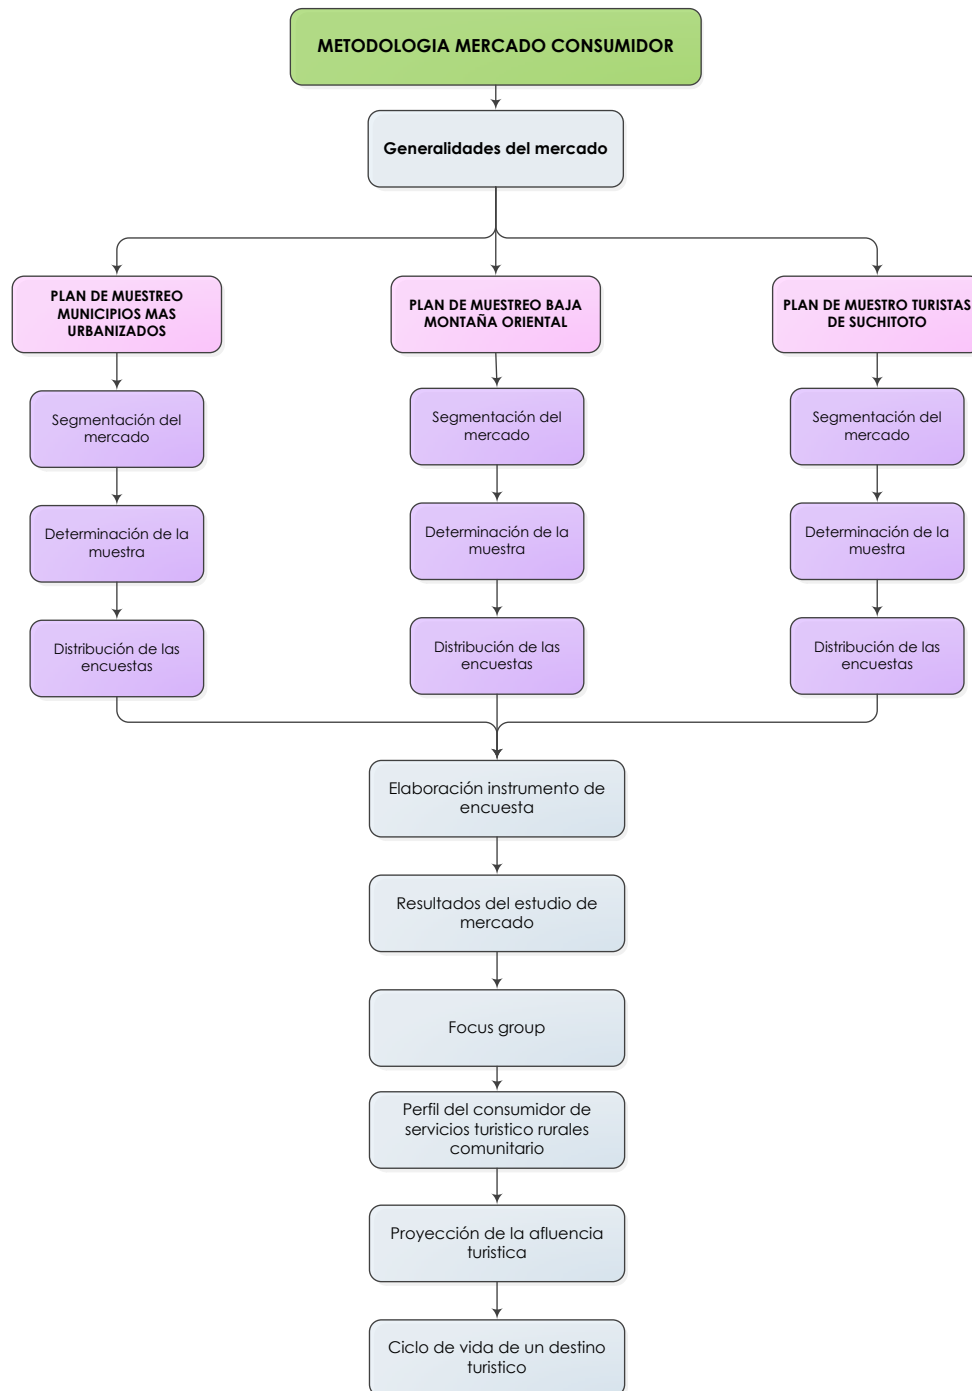 METODOLOGIA MERCADO CONSUMIDOR
Generalidades del mercado
PLAN DE MUESTREO
MUNICIPIOS MAS
URBANIZADOS
PLAN DE MUESTREO BAJA
MONTAÑA ORIENTAL
PLAN DE MUESTRO TURISTAS
DE SUCHITOTO
Segmentación del
mercado
Segmentación del
mercado
Segmentación del
mercado
Determinación de la
muestra
Determinación de la
muestra
Determinación de la
muestra
Distribución de las
encuestas
Distribución de las
encuestas
Distribución de las
encuestas
Elaboración instrumento de
encuesta
Resultados del estudio de
mercado
Focus group
Perfil del consumidor de
servicios turistico rurales
comunitario
Proyección de la afluencia
turistica
Ciclo de vida de un destino
turistico